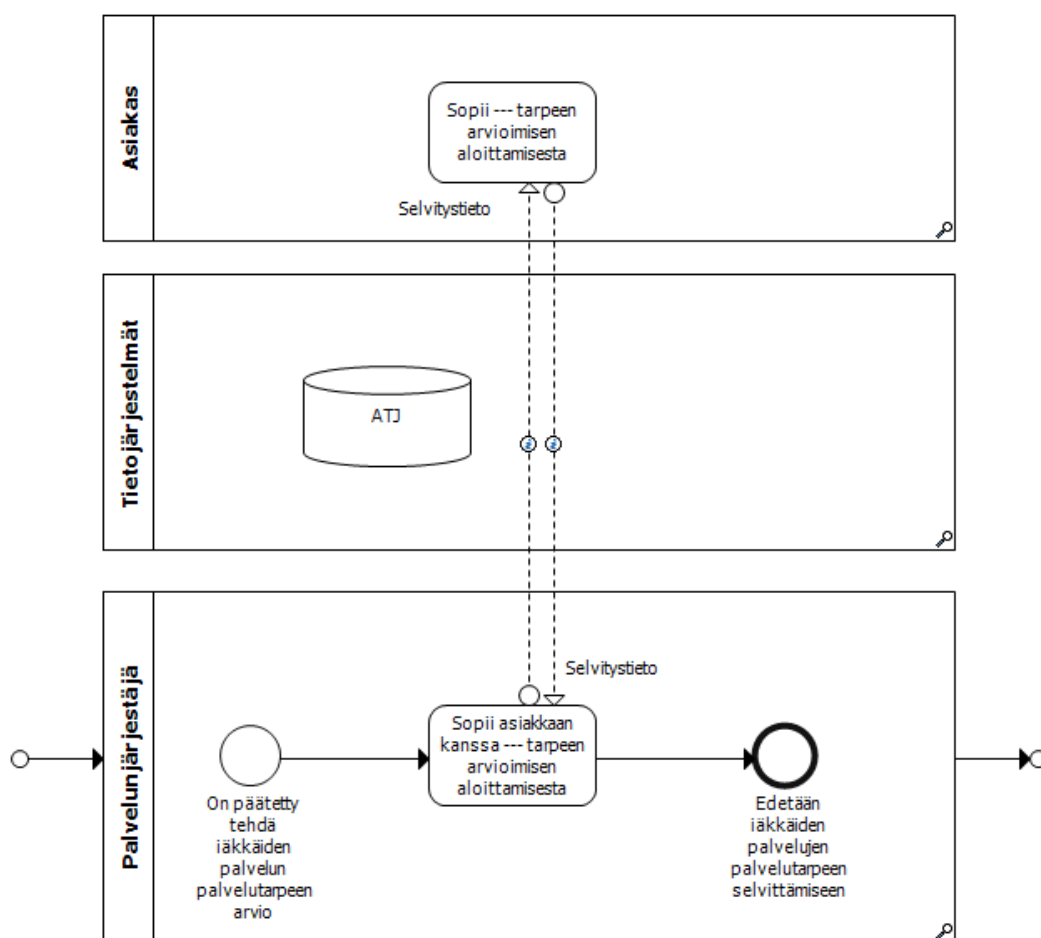 Asiakas
Sopii --- tarpeen
arvioimisen
aloittamisesta
Selvitystieto
Tietojärjestelmät
ATJ
Palvelunjärjestäjä
Selvitystieto
On päätetty
tehdä
iäkkäiden
palvelun
palvelutarpeen
arvio
Sopii asiakkaan
kanssa --- tarpeen
arvioimisen
aloittamisesta
Edetään
iäkkäiden
palvelujen
palvelutarpeen
selvittämiseen